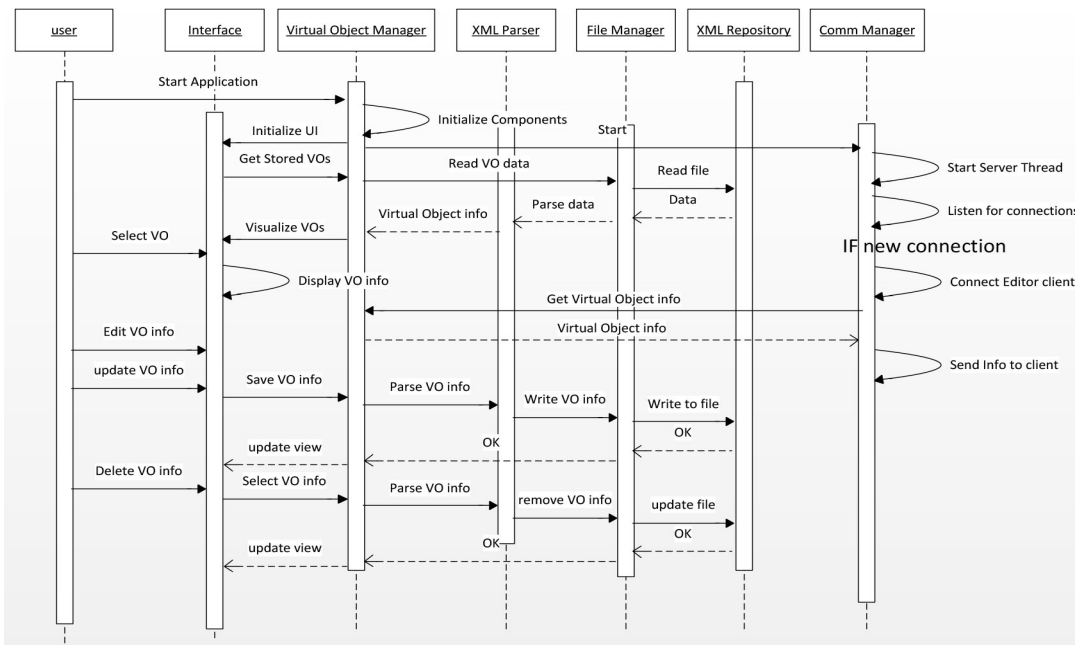 user
Interface
Virtual Object Manager
XML Parser
File Manager
XML Repository
Comm Manager
Start Application
Initialize Components
Initialize UI
Start
Get Stored VOs
Read VO data
Read file
Start Server Thread
Data
Parse data
Virtual Object info
Listen for connections
Visualize VOs
Select VO
IF new connection
Display VO info
Connect Editor client
Get Virtual Object info
Virtual Object info
Edit VO info
update VO info
Send Info to client
Save VO info
Parse VO info
Write VO info
Write to file
OK
OK
update view
Delete VO info
Select VO info
Parse VO info
remove VO info
update file
OK
OK
update view